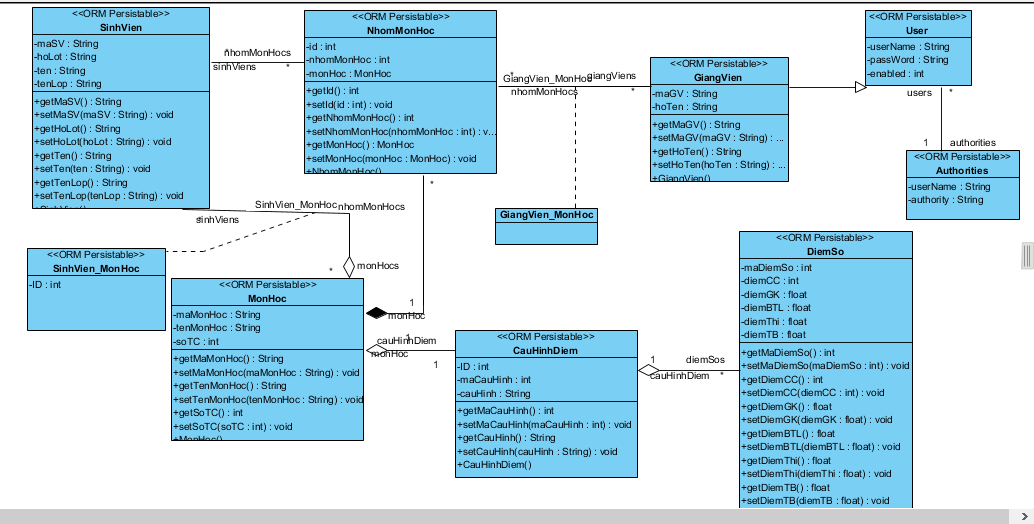 <<ORM Persistable>>
SinhVien
-maSV : String
-hoLot : String
-ten : String
-tenLop : String
+getMaSV() : String
+setMaSV(maSV : String) : void
+getHoLot() : String
+setHoLot(hoLot : String) : void
+getTen() : String
+setTen(ten : String) : void
+getTenLop() : String
+setTenLop(tenLop : String) : void
nhomMonHocs
*
sinhViens
*
<<ORM Persistable>>
NhomMonHoc
-id : int
-nhomMonHoc : int
-monHoc : MonHoc
+getId() : int
+setId(id : int) : void
+getNhomMonHoc() : int
+setNhomMonHoc(nhomMonHoc : int) : v...
+getMonHoc() : MonHoc
+setMonHoc(monHoc : MonHoc) : void
+NhomMonHoc()
*
GiangVien_MonHoc
giangViens
*
nhomMonHocs
*
<<ORM Persistable>>
GiangVien
-maGV : String
-hoTen : String
+getMaGV() : String
+setMaGV(maGV : String) : ...
+getHoTen() : String
+setHoTen(hoTen : String) : ...
+GiangVien()
<<ORM Persistable>>
User
-userName : String
-passWord : String
-enabled : int
users
*
1
authorities
<<ORM Persistable>>
Authorities
-userName : String
-authority : String
SinhVien_MonHoc
nhomMonHocs
*
sinhViens
GiangVien_MonHoc
<<ORM Persistable>>
SinhVien_MonHoc
-ID : int
*
monHocs
<<ORM Persistable>>
MonHoc
-maMonHoc : String
-tenMonHoc : String
-soTC : int
+getMaMonHoc() : String
+setMaMonHoc(maMonHoc : String) : void
+getTenMonHoc() : String
+setTenMonHoc(tenMonHoc : String) : void
+getSoTC() : int
+setSoTC(soTC : int) : void
+MonHoc()
1
monHoc
cauHinhDiem
1
monHoc
1
<<ORM Persistable>>
CauHinhDiem
-ID : int
-maCauHinh : int
-cauHinh : String
+getMaCauHinh() : int
+setMaCauHinh(maCauHinh : int) : void
+getCauHinh() : String
+setCauHinh(cauHinh : String) : void
+CauHinhDiem()
1
diemSos
cauHinhDiem
*
<<ORM Persistable>>
DiemSo
-maDiemSo : int
-diemCC : int
-diemGK : float
-diemBTL : float
-diemThi : float
-diemTB : float
+getMaDiemSo() : int
+setMaDiemSo(maDiemSo : int) : void
+getDiemCC() : int
+setDiemCC(diemCC : int) : void
+getDiemGK() : float
+setDiemGK(diemGK : float) : void
+getDiemBTL() : float
+setDiemBTL(diemBTL : float) : void
+getDiemThi() : float
+setDiemThi(diemThi : float) : void
+getDiemTB() : float
+setDiemTB(diemTB : float) : void